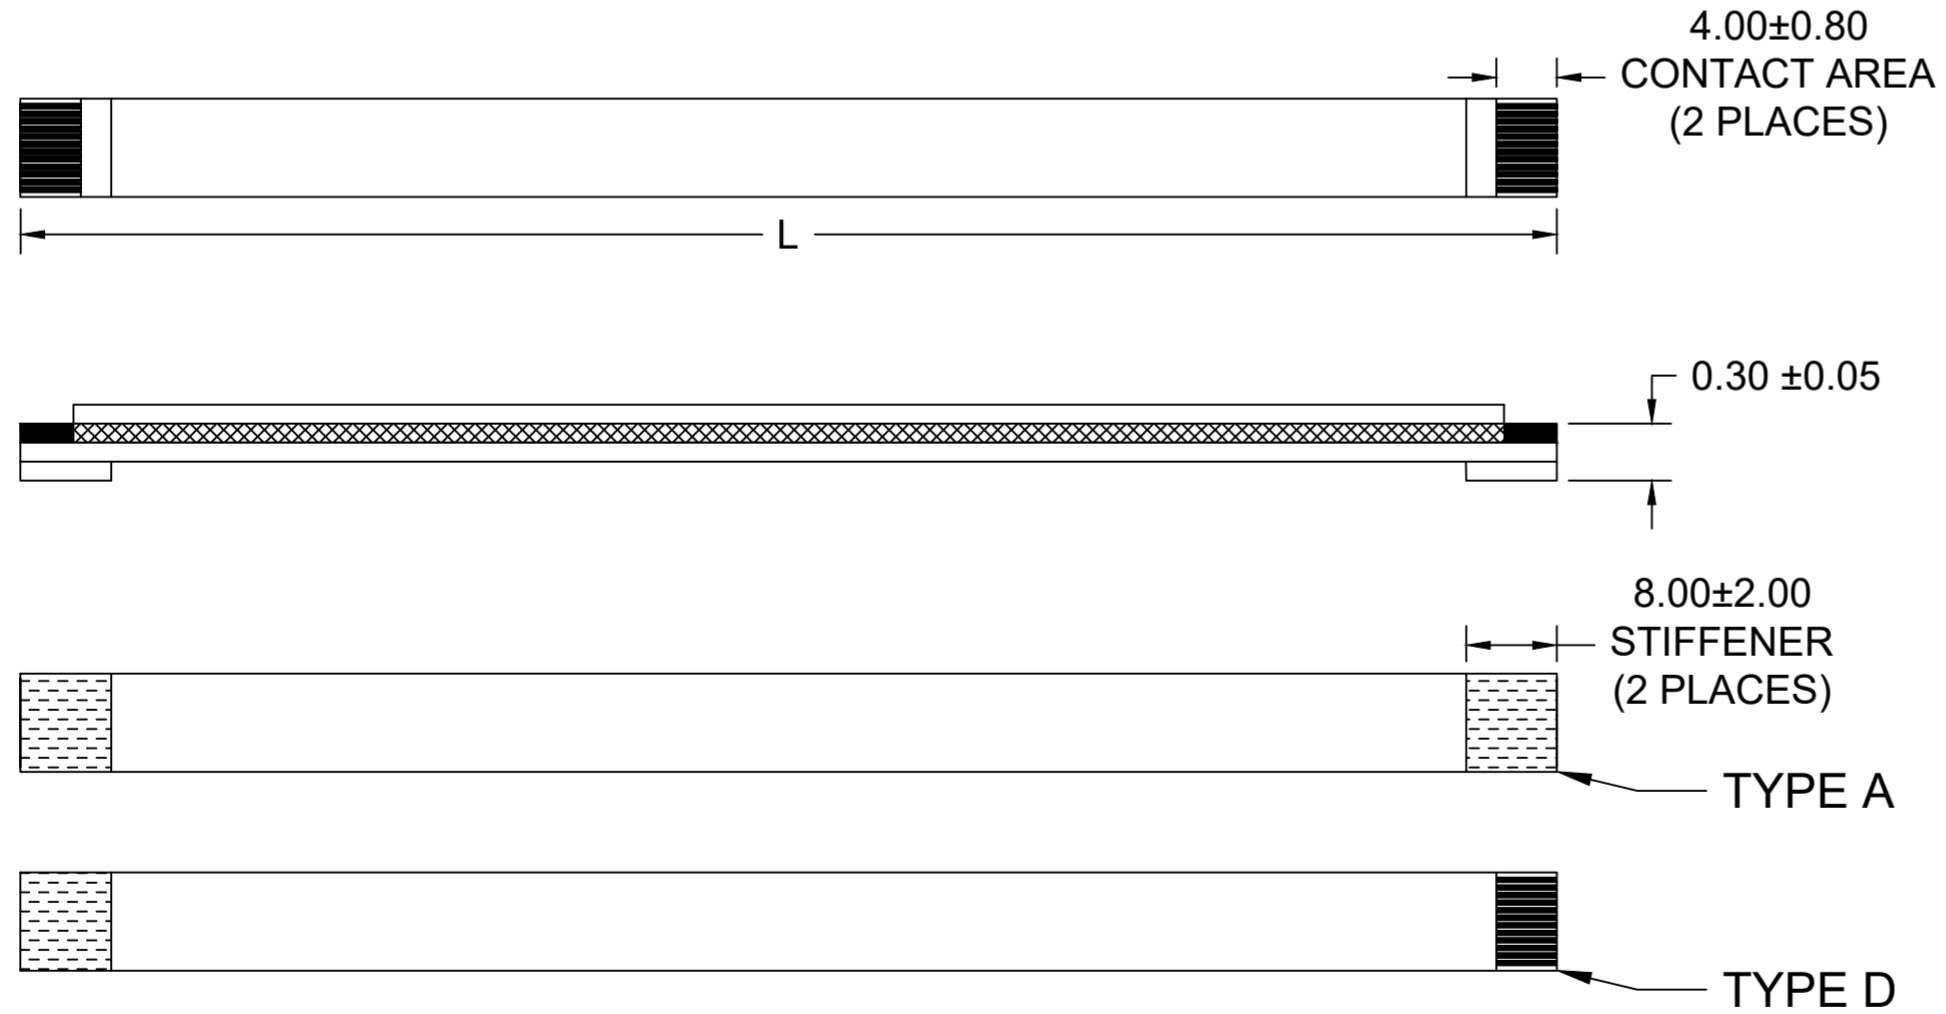 4.00±0.80
CONTACT AREA
(2 PLACES)
L
0.30 ±0.05
8.00±2.00
STIFFENER
(2 PLACES)
TYPE A
TYPE D